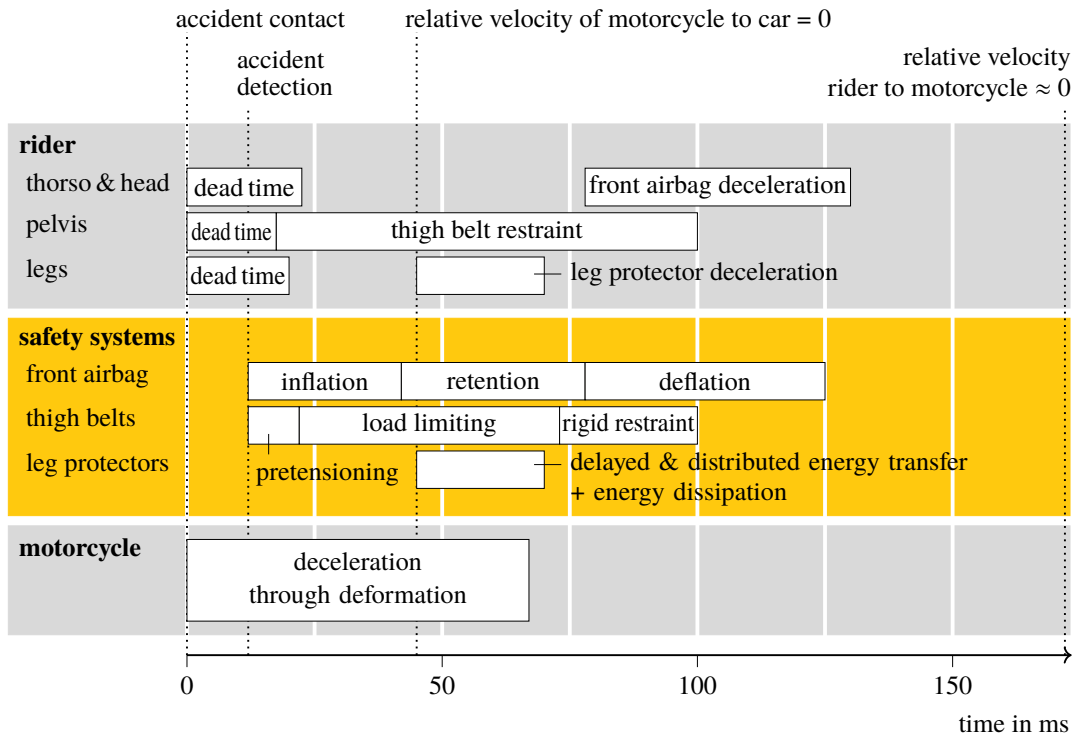 accident contact
relative velocity of motorcycle to car = 0
accident
detection
relative velocity
rider to motorcycle ≈ 0
rider
thorso & head
dead time
front airbag deceleration
pelvis
dead time
thigh belt restraint
legs
dead time
leg protector deceleration
safety systems
front airbag
inflation
retention
deflation
thigh belts
load limiting
rigid restraint
pretensioning
leg protectors
delayed & distributed energy transfer
+ energy dissipation
motorcycle
deceleration
through deformation
0
50
100
150
time in ms